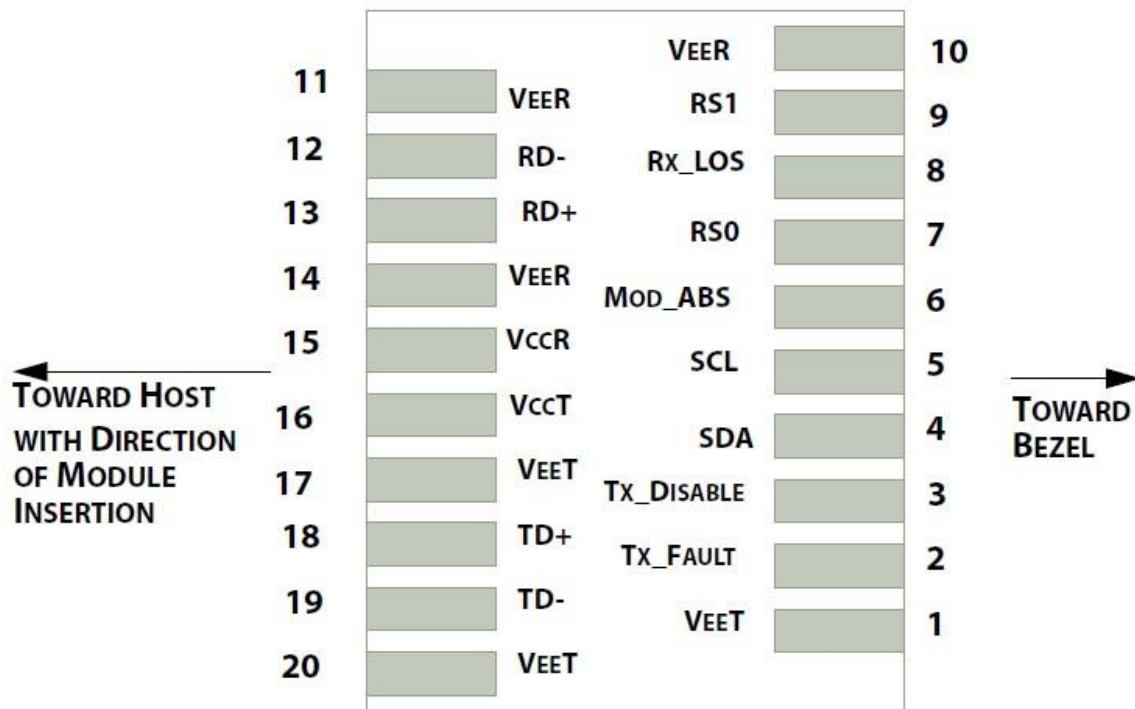 11 VEER
12 RD-
13 RD+
14 VEER
15 VCCR
16 VCCT
17 VEET
18 TD+
19 TD-
20 VEET
VEER 10
RS1 9
RX_LOS 8
RS0 7
MOD_ABS 6
SCL 5
SDA 4
TX_DISABLE 3
TX_FAULT 2
VEET 1
TOWARD HOST
WITH DIRECTION
OF MODULE
INSERTION
TOWARD
BEZEL